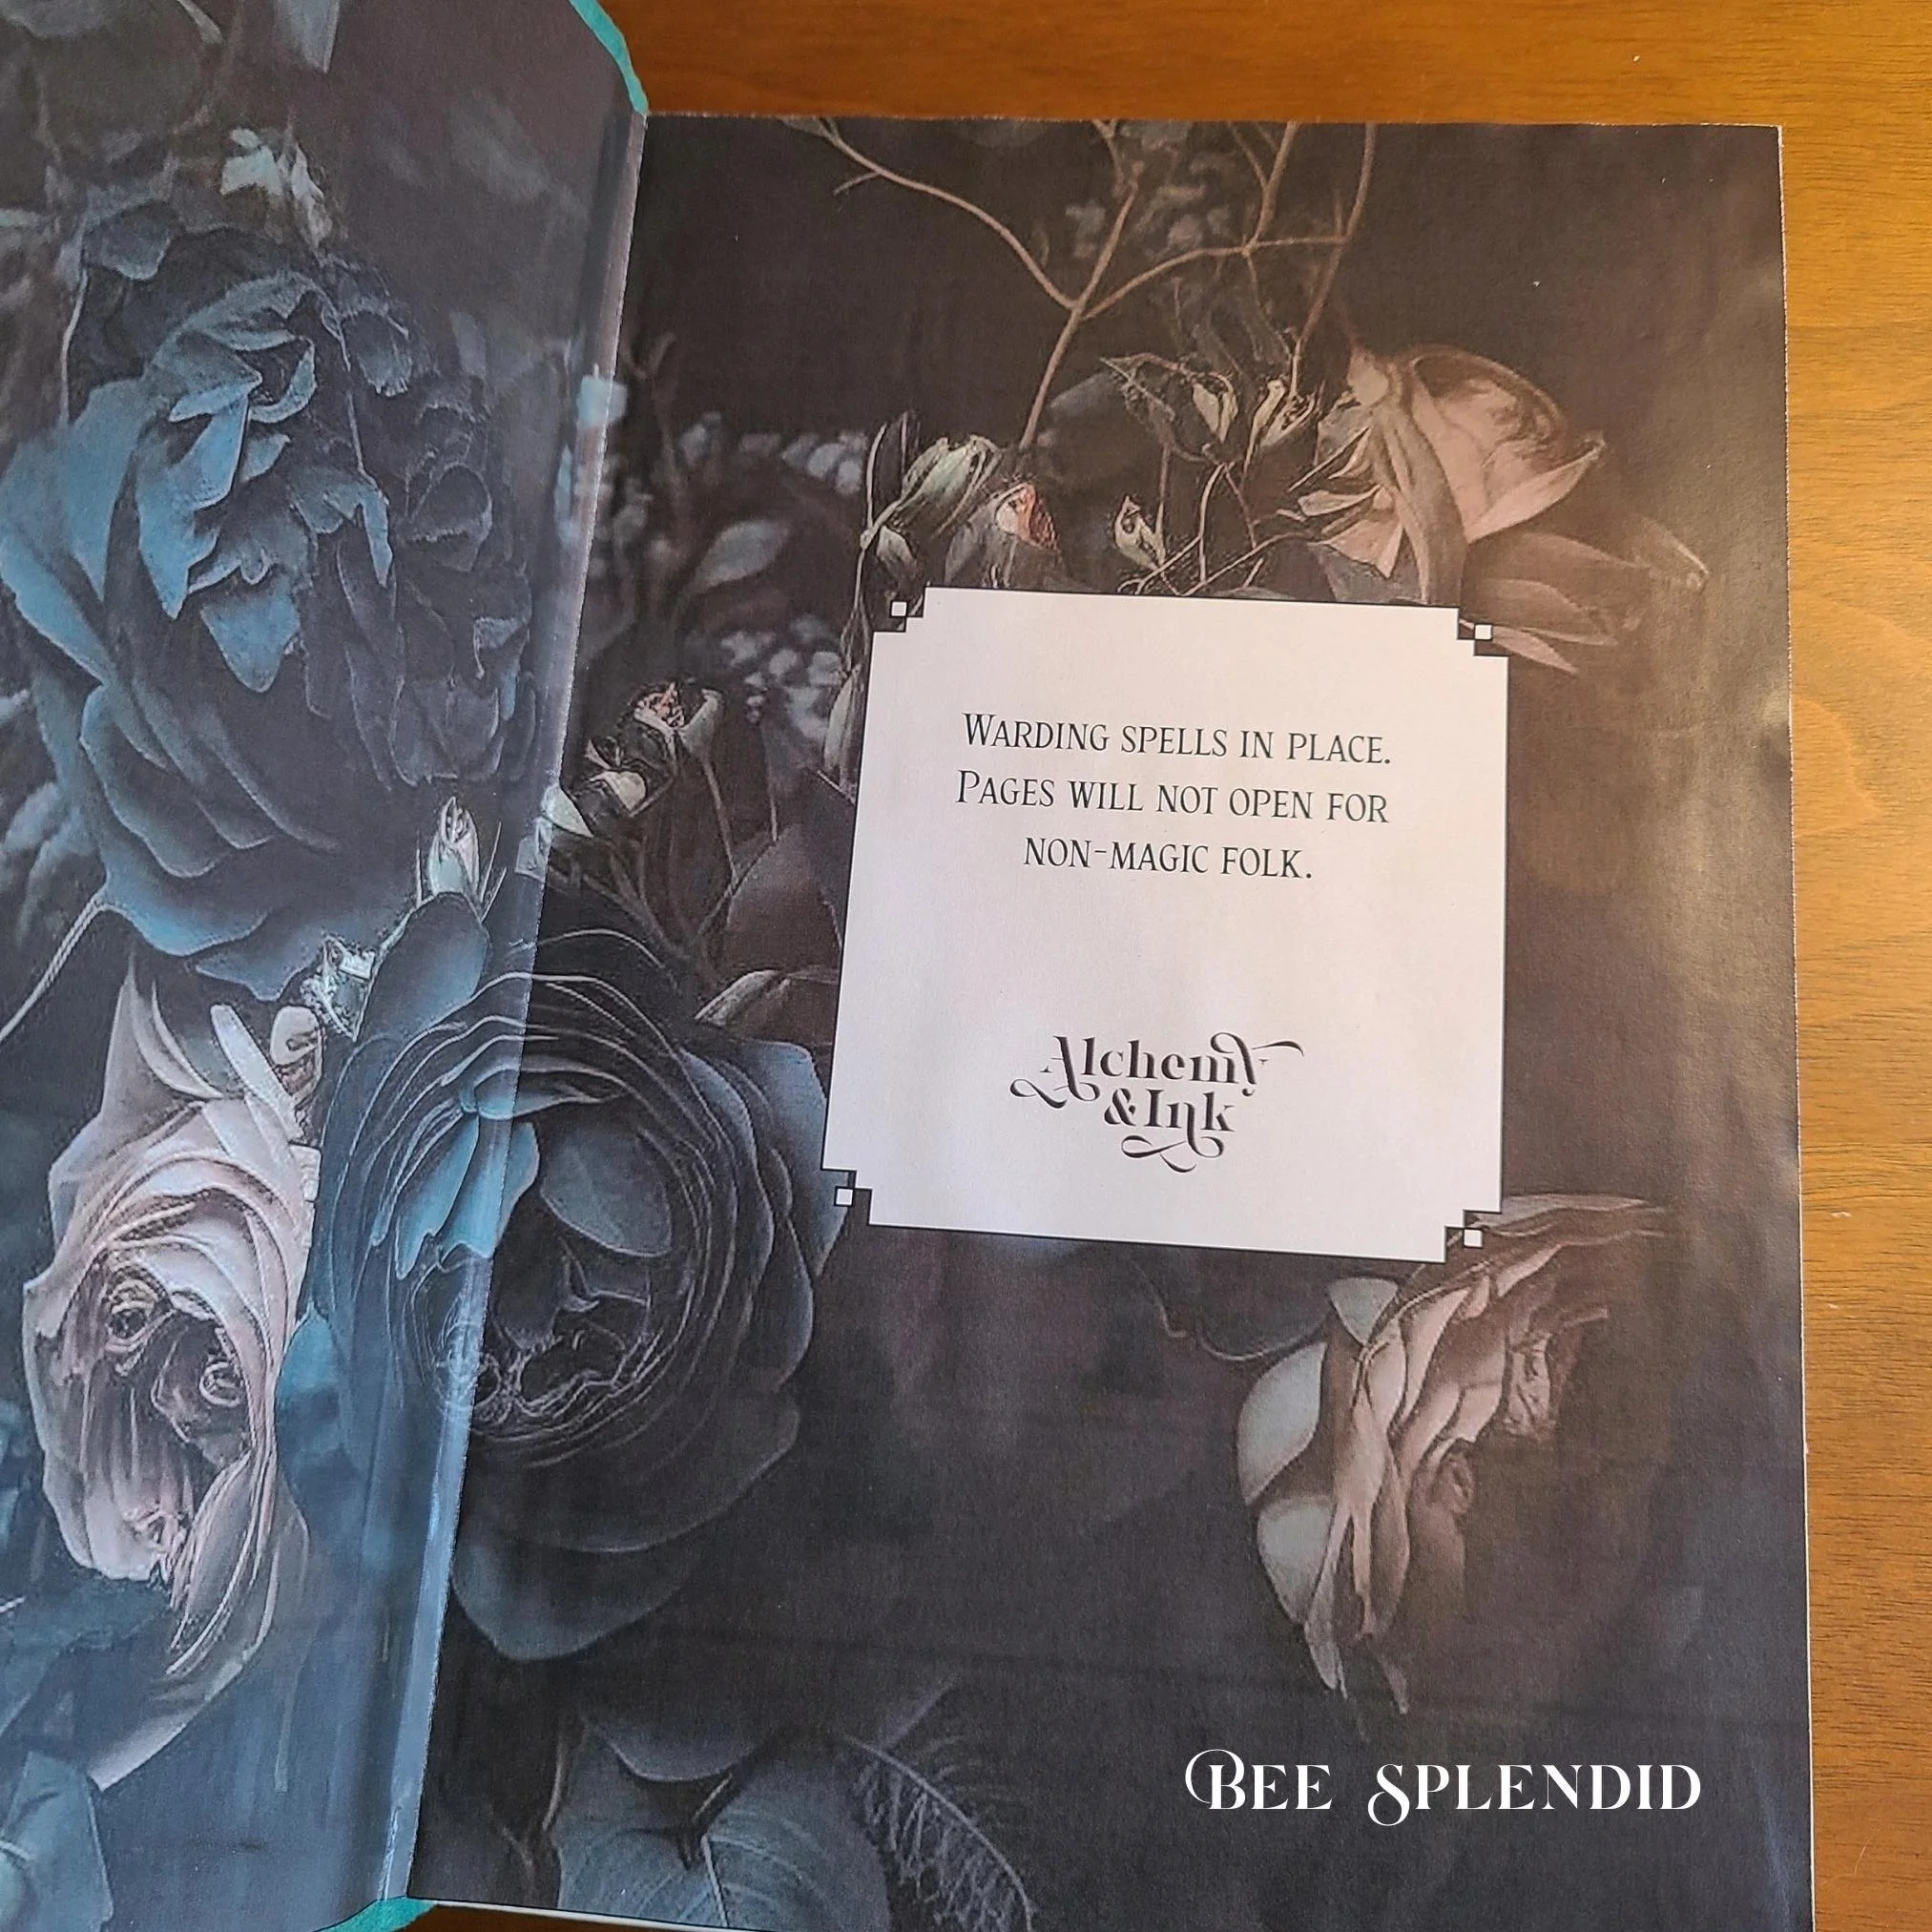 Warding spells in place.
Pages will not open for
non-magic folk.
Alchemy
& Ink
Bee Splendid